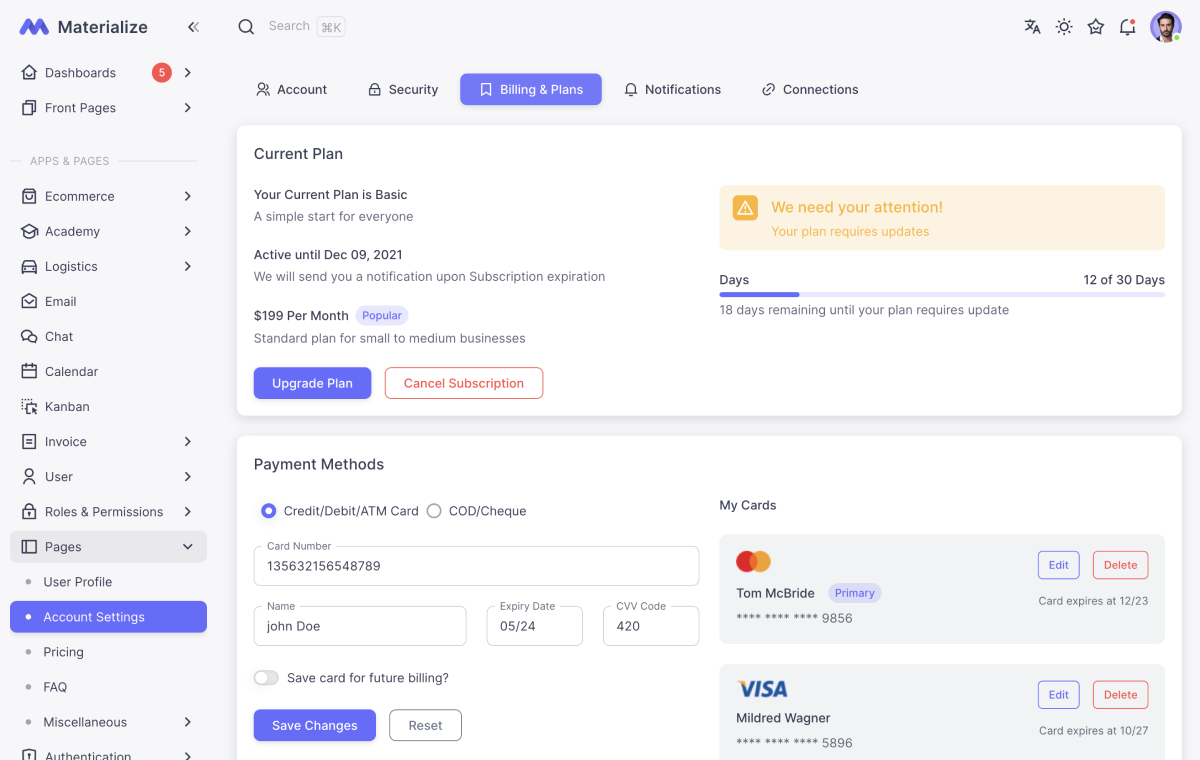 Materialize
Search ⌘K
Dashboards 5
Front Pages
APPS & PAGES
Ecommerce
Academy
Logistics
Email
Chat
Calendar
Kanban
Invoice
User
Roles & Permissions
Pages
User Profile
Account Settings
Pricing
FAQ
Miscellaneous
Authentication
Account Security Billing & Plans Notifications Connections
Current Plan
Your Current Plan is Basic
A simple start for everyone
Active until Dec 09, 2021
We will send you a notification upon Subscription expiration
$199 Per Month Popular
Standard plan for small to medium businesses
Upgrade Plan Cancel Subscription
We need your attention!
Your plan requires updates
Days 12 of 30 Days
18 days remaining until your plan requires update
Payment Methods
Credit/Debit/ATM Card COD/Cheque
Card Number
135632156548789
Name Expiry Date CVV Code
john Doe 05/24 420
Save card for future billing?
Save Changes Reset
My Cards
Edit Delete
Tom McBride Primary
Card expires at 12/23
**** **** **** 9856
VISA
Edit Delete
Mildred Wagner
Card expires at 10/27
**** **** **** 5896